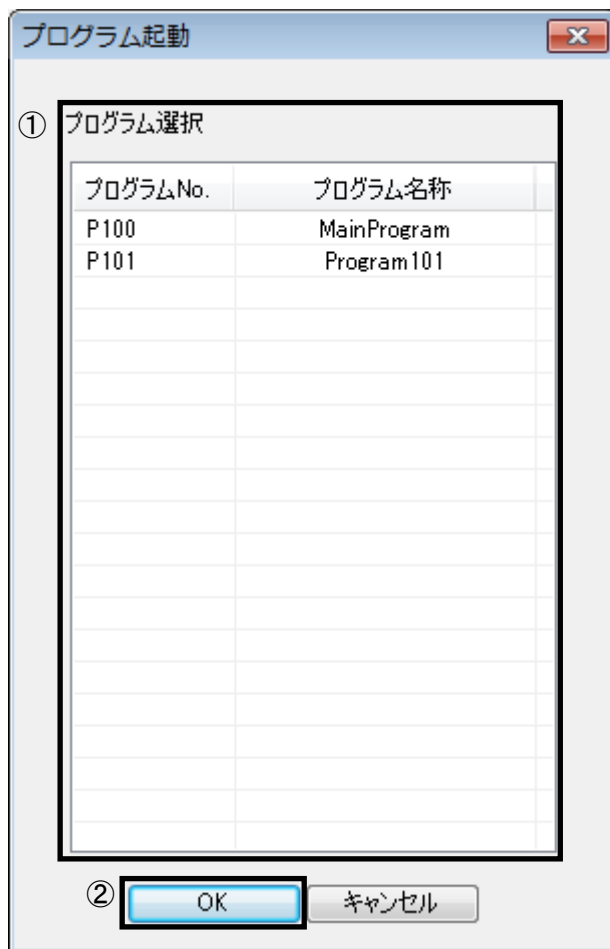 プログラム起動
① プログラム選択
プログラムNo. プログラム名称
P100 MainProgram
P101 Program101
② OK キャンセル